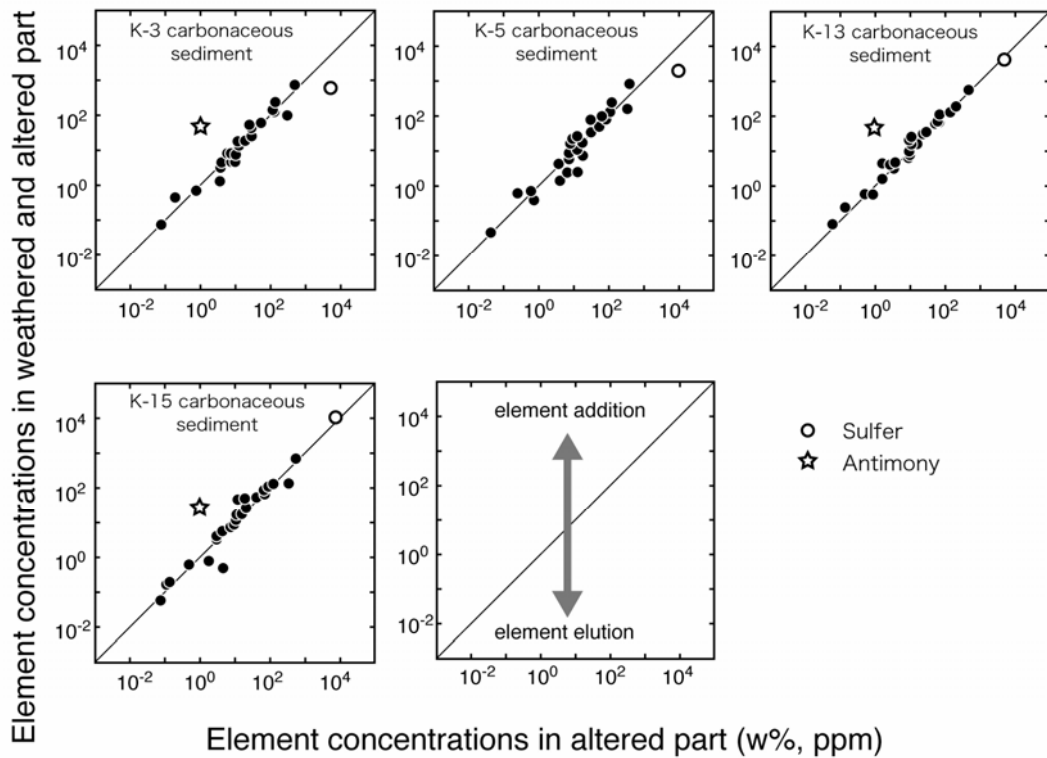 Element concentrations in weathered and altered part
K-3 carbonaceous
sediment
10^4
10^2
10^0
10^-2
10^-2 10^0 10^2 10^4
K-5 carbonaceous
sediment
10^4
10^2
10^0
10^-2
10^-2 10^0 10^2 10^4
K-13 carbonaceous
sediment
10^4
10^2
10^0
10^-2
10^-2 10^0 10^2 10^4
K-15 carbonaceous
sediment
10^4
10^2
10^0
10^-2
10^-2 10^0 10^2 10^4
element addition
element elution
10^4
10^2
10^0
10^-2
10^-2 10^0 10^2 10^4
Sulfer
Antimony
Element concentrations in altered part (w%, ppm)